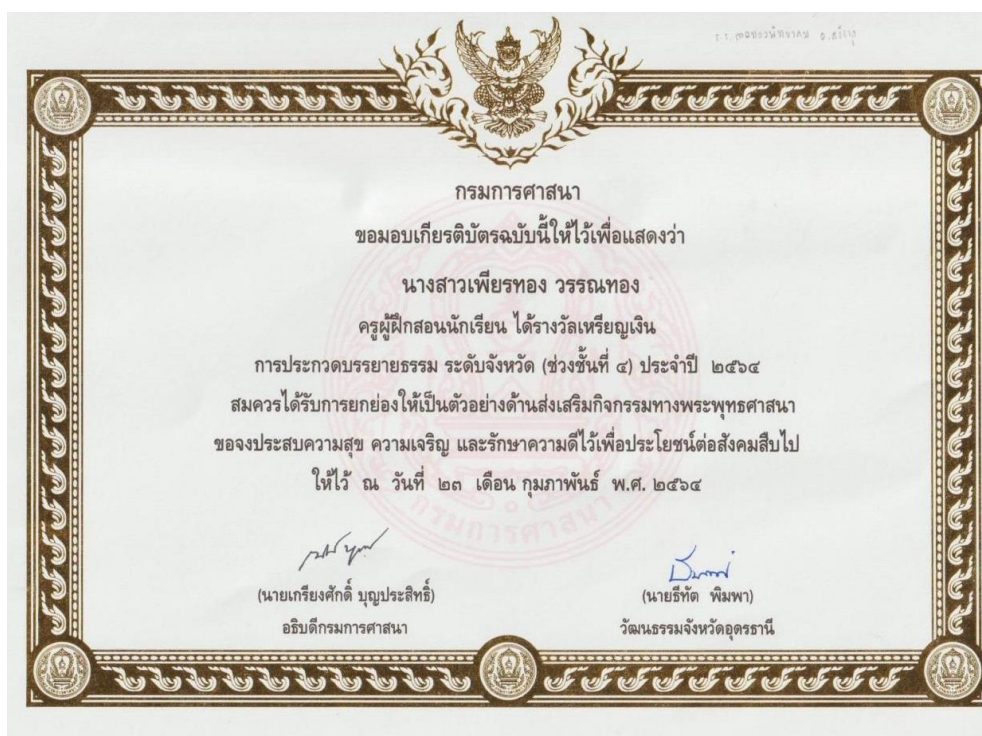 กรมการศาสนา
ขอมอบเกียรติบัตรฉบับนี้ให้ไว้เพื่อแสดงว่า
นางสาวเพียรทอง วรรณทอง
ครูผู้ฝึกสอนนักเรียน ได้รางวัลเหรียญเงิน
การประกวดบรรยายธรรม ระดับจังหวัด (ช่วงชั้นที่ ๔) ประจำปี ๒๕๖๔
สมควรได้รับการยกย่องให้เป็นตัวอย่างด้านส่งเสริมกิจกรรมทางพระพุทธศาสนา
ขอจงประสบความสุข ความเจริญ และรักษาความดีไว้เพื่อประโยชน์ต่อสังคมสืบไป
ให้ไว้ ณ วันที่ ๒๓ เดือน กุมภาพันธ์ พ.ศ. ๒๕๖๔
กรมการศาสนา
(นายเกรียงศักดิ์ บุญประสิทธิ์)
อธิบดีกรมการศาสนา
(นายธีทัต พิมพา)
วัฒนธรรมจังหวัดอุดรธานี